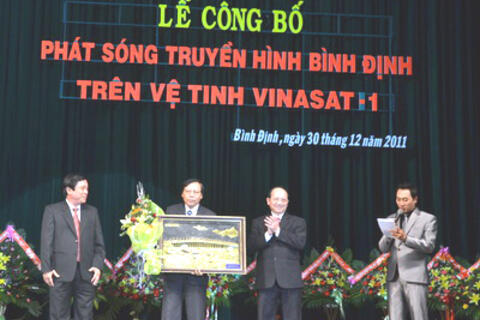 LỄ CÔNG BỐ
PHÁT SÓNG TRUYỀN HÌNH BÌNH ĐỊNH
TRÊN VỆ TINH VINASAT-1
Bình Định, ngày 30 tháng 12 năm 2011